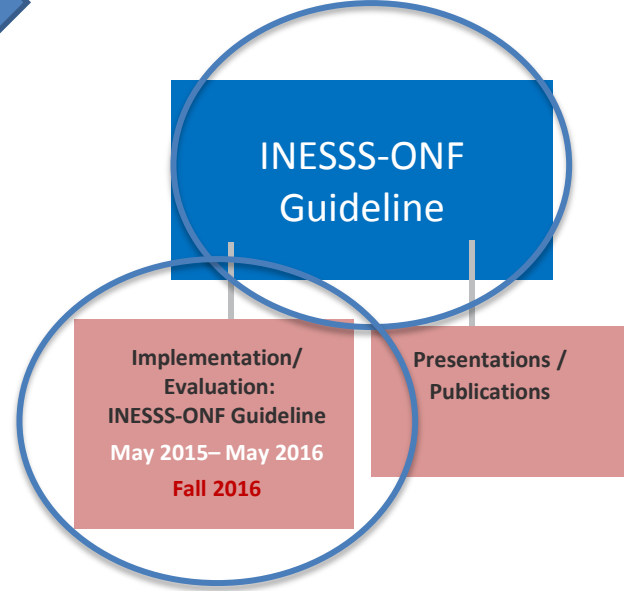 INESSS-ONF
Guideline
Implementation/
Evaluation:
INESSS-ONF Guideline
May 2015– May 2016
Fall 2016
Presentations /
Publications